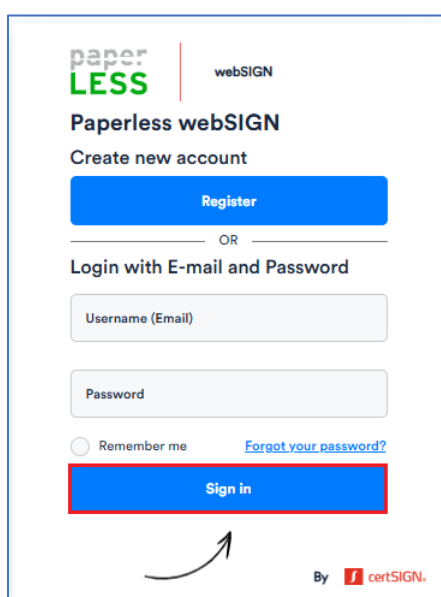 paper
LESS
webSIGN
Paperless webSIGN
Create new account
Register
OR
Login with E-mail and Password
Username (Email)
Password
Remember me Forgot your password?
Sign in
By certSIGN®